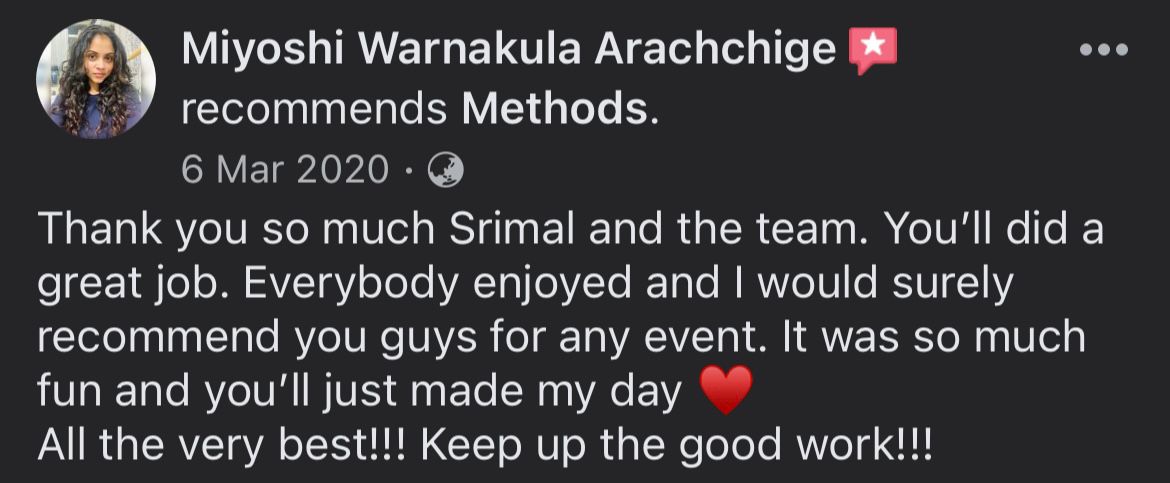 Miyoshi Warnakula Arachchige
recommends Methods.
6 Mar 2020 ·
Thank you so much Srimal and the team. You’ll did a
great job. Everybody enjoyed and I would surely
recommend you guys for any event. It was so much
fun and you’ll just made my day ♥️
All the very best!!! Keep up the good work!!!